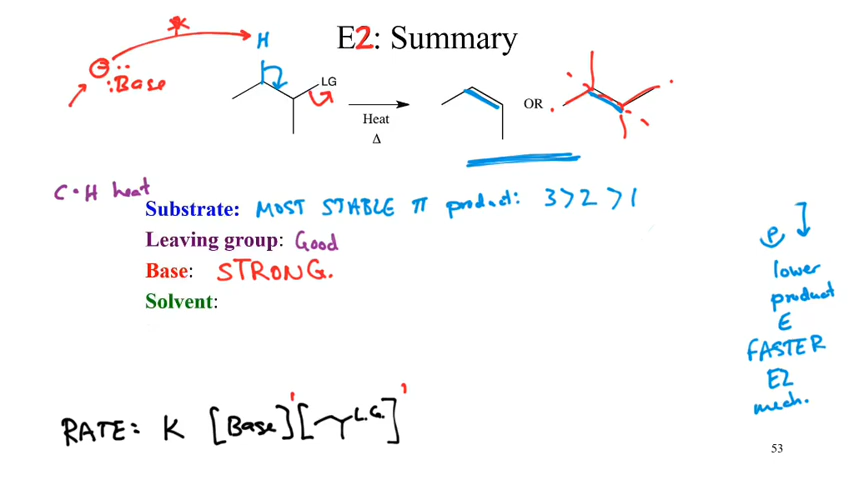 E2: Summary
H
⊖
:Base
LG
Heat
Δ
OR
C·H heat
Substrate: MOST STABLE π product: 3>2>1
Leaving group: Good
Base: STRONG.
Solvent:
lower
product
E
FASTER
E2
mech.
RATE: K [Base]¹[L.G.]¹
53